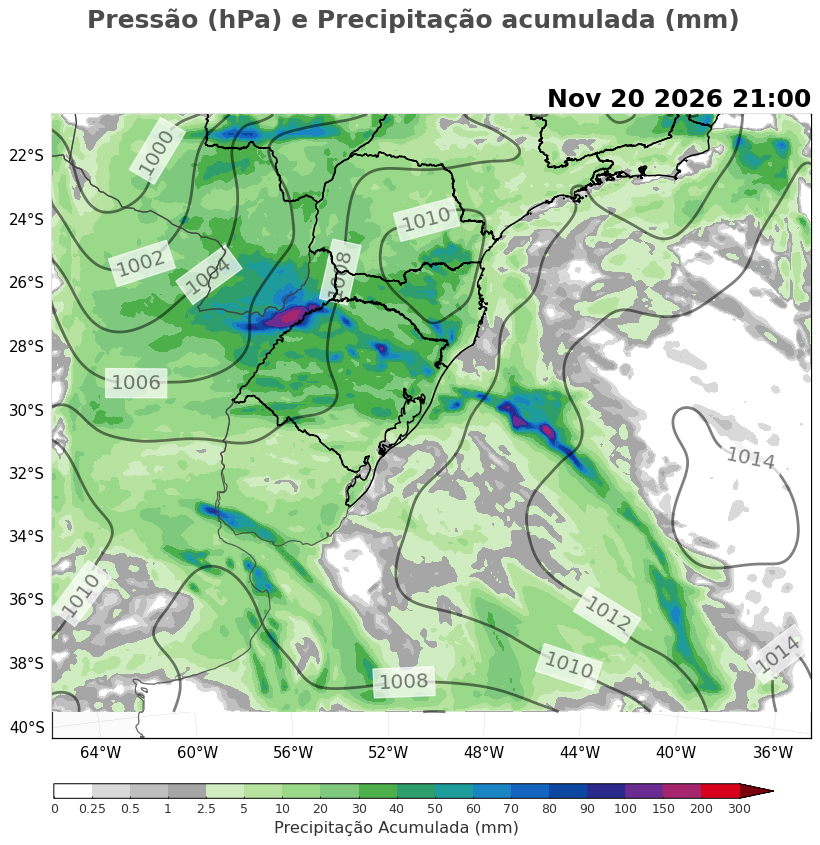 Pressão (hPa) e Precipitação acumulada (mm)
Nov 20 2026 21:00
22°S
24°S
26°S
28°S
30°S
32°S
34°S
36°S
38°S
40°S
1000
1002
1004
1008
1010
1006
1014
1010
1012
1010
1008
1014
64°W 60°W 56°W 52°W 48°W 44°W 40°W 36°W
0 0.25 0.5 1 2.5 5 10 20 30 40 50 60 70 80 90 100 150 200 300
Precipitação Acumulada (mm)